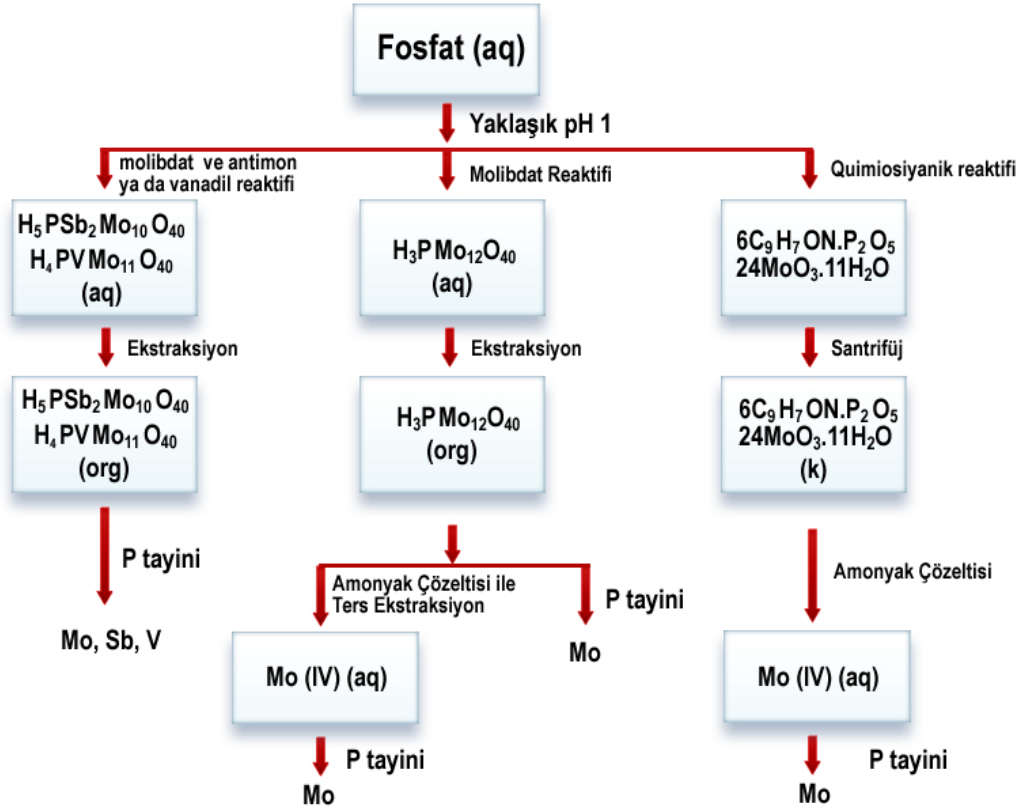 Fosfat (aq)
Yaklaşık pH 1
molibdat ve antimon
ya da vanadil reaktifi
Molibdat Reaktifi
Quimiosiyanik reaktifi
H₅PSb₂Mo₁₀O₄₀
H₄PVMo₁₁O₄₀
(aq)
H₃PMo₁₂O₄₀
(aq)
6C₉H₇ON.P₂O₅
24MoO₃.11H₂O
Ekstraksiyon
Ekstraksiyon
Santrifüj
H₅PSb₂Mo₁₀O₄₀
H₄PVMo₁₁O₄₀
(org)
H₃PMo₁₂O₄₀
(org)
6C₉H₇ON.P₂O₅
24MoO₃.11H₂O
(k)
P tayini
Mo, Sb, V
Amonyak Çözeltisi ile
Ters Ekstraksiyon
P tayini
Mo
Amonyak Çözeltisi
Mo (IV) (aq)
Mo (IV) (aq)
P tayini
Mo
P tayini
Mo